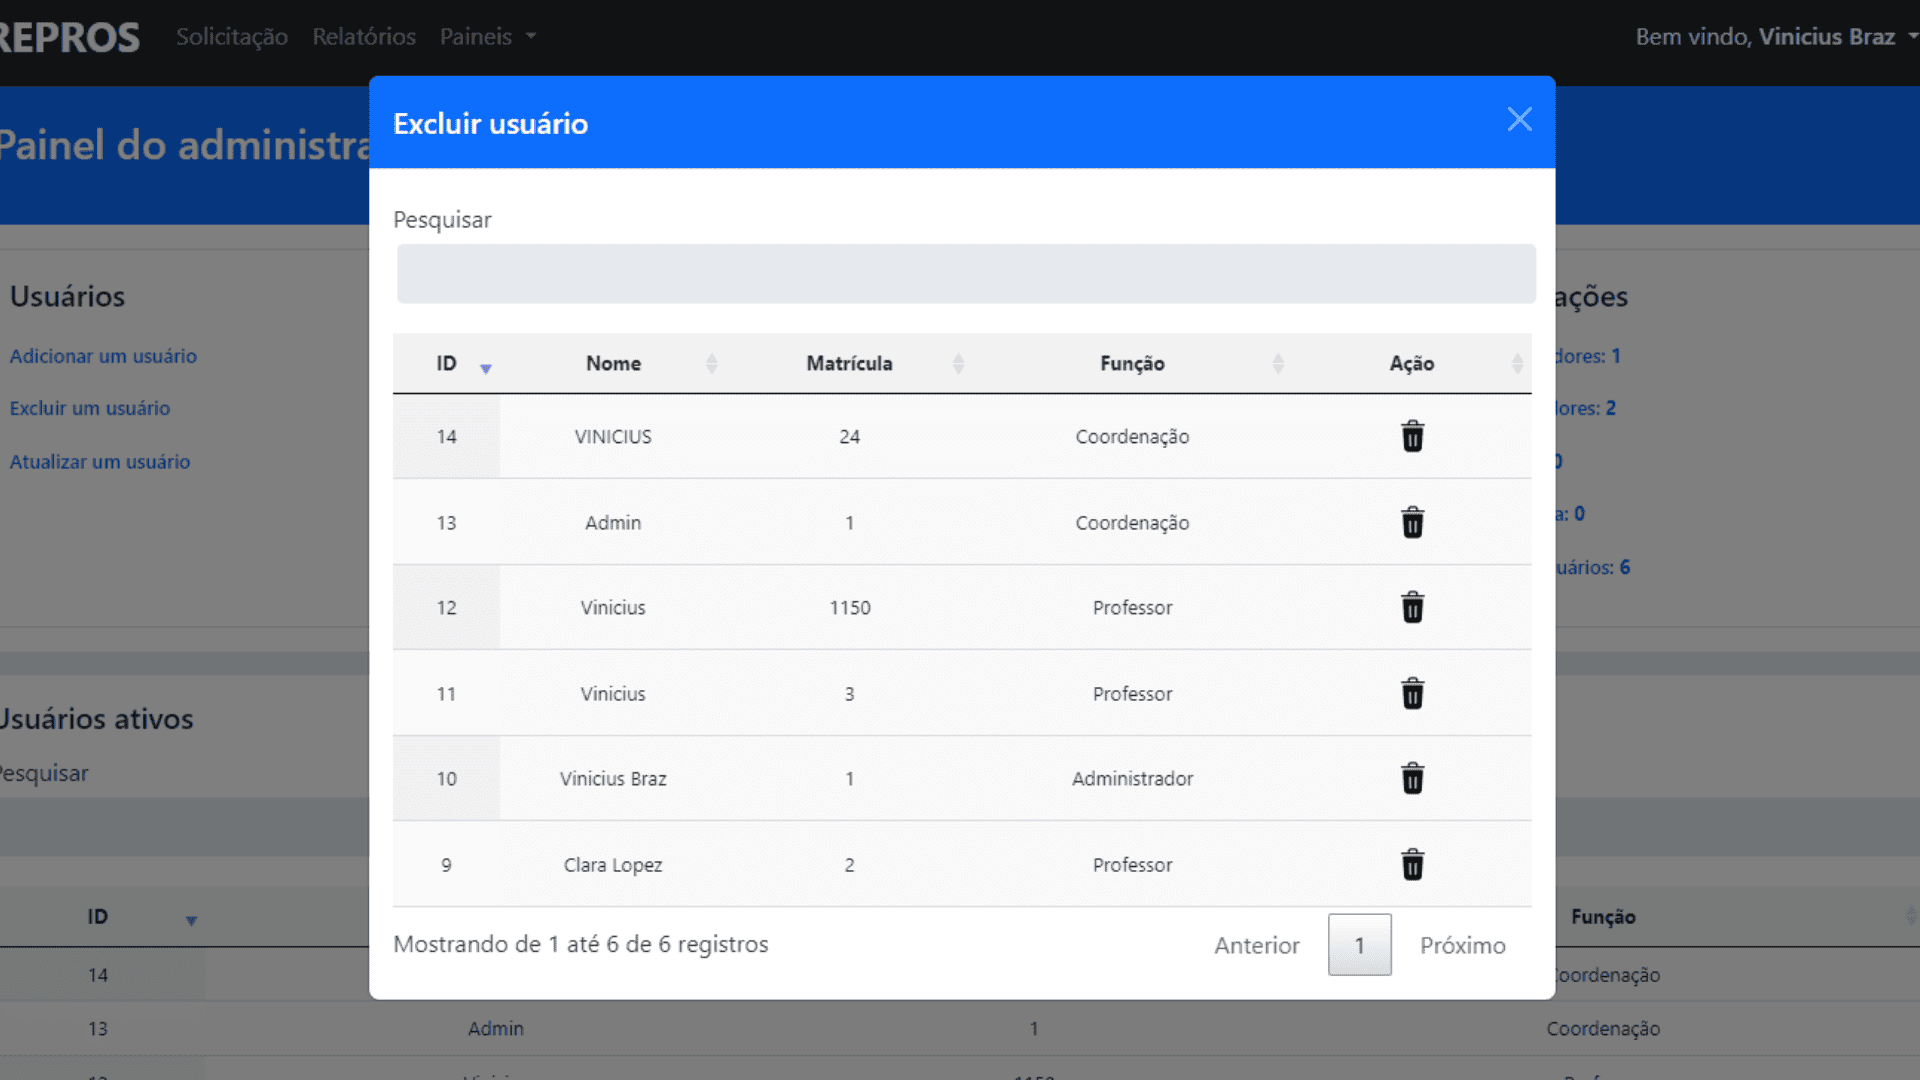 REPROS Solicitação Relatórios Paineis Bem vindo, Vinicius Braz
Painel do administra
Excluir usuário
Pesquisar
ID Nome Matrícula Função Ação
14 VINICIUS 24 Coordenação
13 Admin 1 Coordenação
12 Vinicius 1150 Professor
11 Vinicius 3 Professor
10 Vinicius Braz 1 Administrador
9 Clara Lopez 2 Professor
Mostrando de 1 até 6 de 6 registros
Anterior 1 Próximo
Usuários
Adicionar um usuário
Excluir um usuário
Atualizar um usuário
ações
dores: 1
lores: 2
0
a: 0
uários: 6
Usuários ativos
Pesquisar
ID Função
14 Coordenação
13 Admin 1 Coordenação